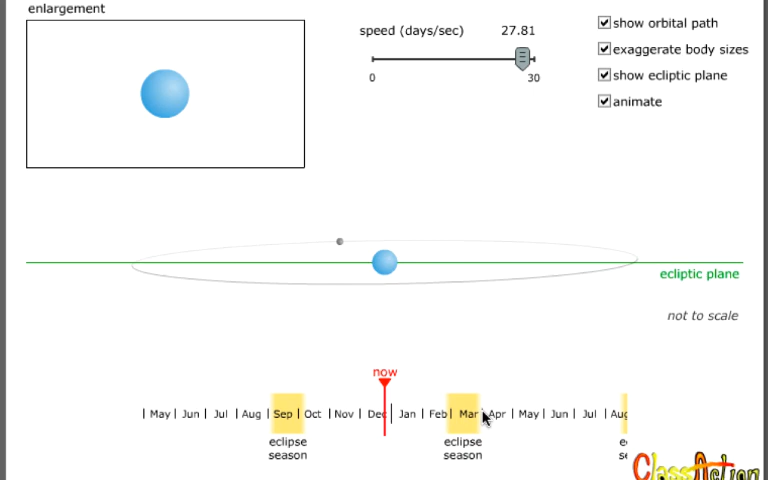 enlargement
speed (days/sec) 27.81
0 30
show orbital path
exaggerate body sizes
show ecliptic plane
animate
ecliptic plane
not to scale
now
May Jun Jul Aug Sep Oct Nov Dec Jan Feb Mar Apr May Jun Jul Aug
eclipse eclipse
season season
ClassAction